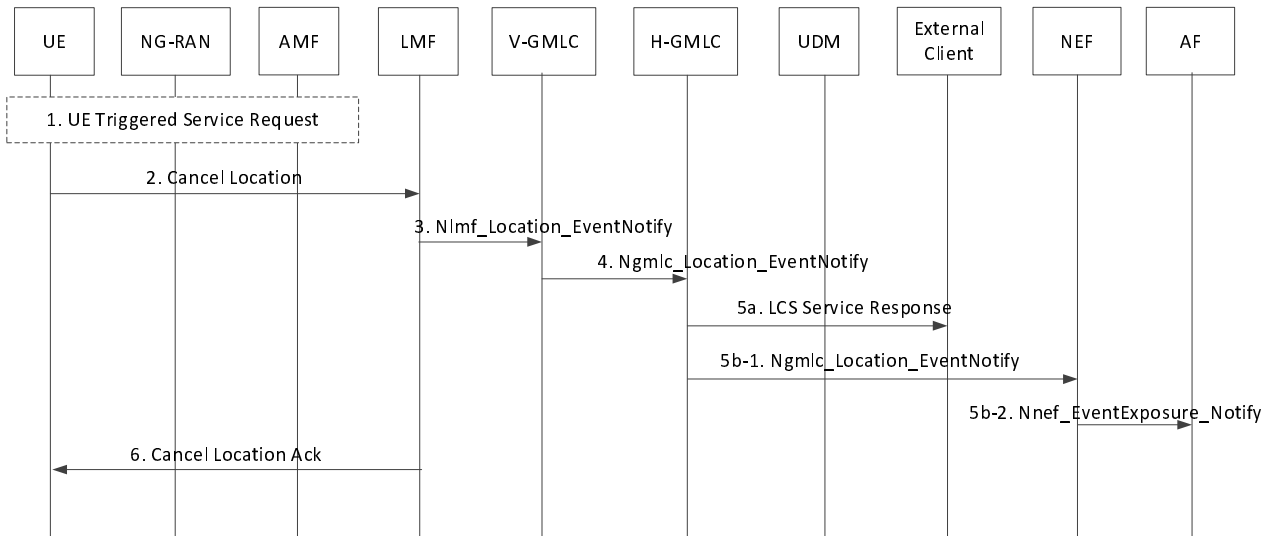 UE
NG-RAN
AMF
LMF
V-GMLC
H-GMLC
UDM
External
Client
NEF
AF
1. UE Triggered Service Request
2. Cancel Location
3. Nlmf_Location_EventNotify
4. Ngmlc_Location_EventNotify
5a. LCS Service Response
5b-1. Ngmlc_Location_EventNotify
5b-2. Nnef_EventExposure_Notify
6. Cancel Location Ack